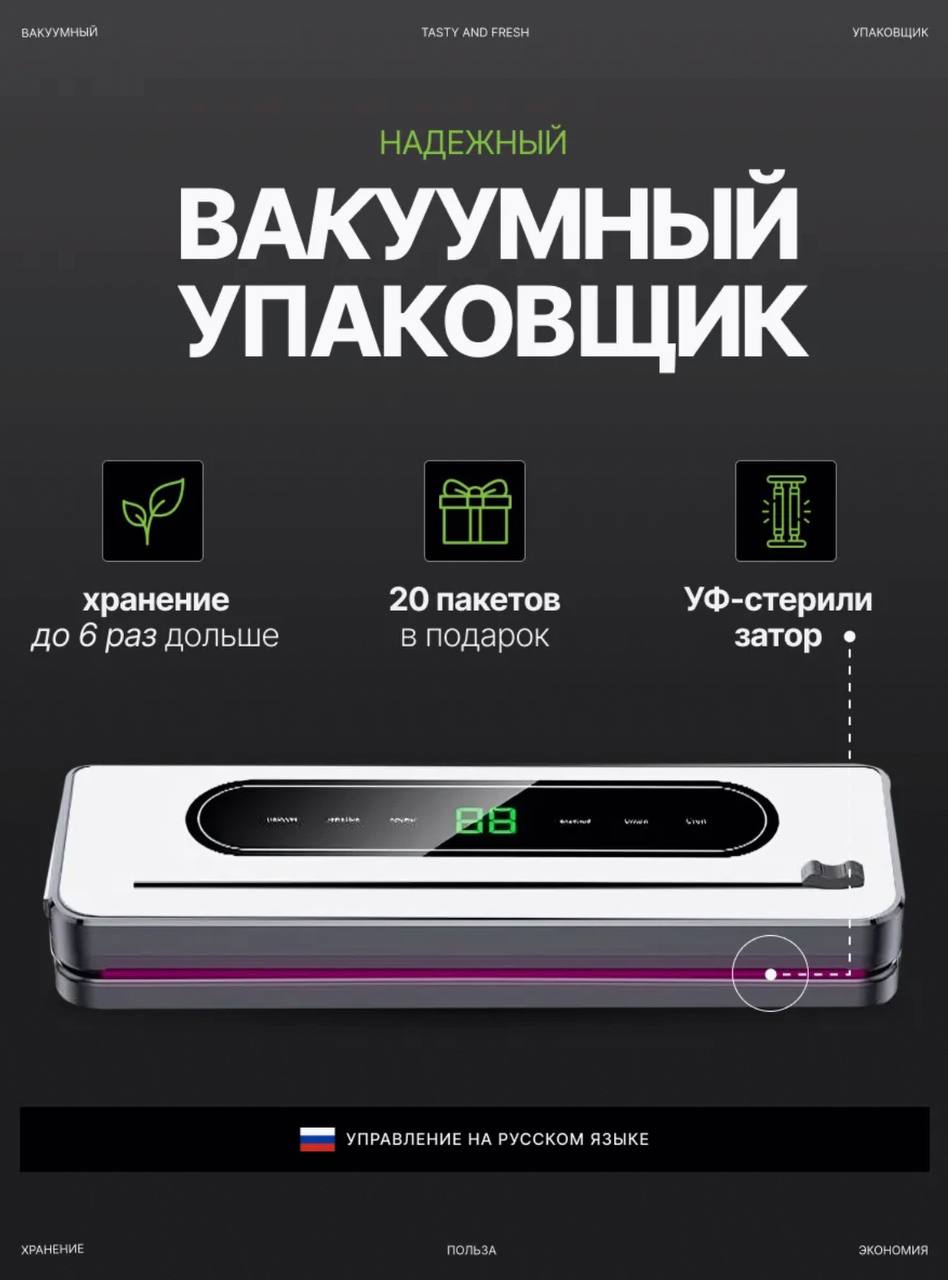 ВАКУУМНЫЙ
TASTY AND FRESH
УПАКОВЩИК
НАДЕЖНЫЙ
ВАКУУМНЫЙ
УПАКОВЩИК
хранение
до 6 раз дольше
20 пакетов
в подарок
УФ-стерили
затор
88
УПРАВЛЕНИЕ НА РУССКОМ ЯЗЫКЕ
ХРАНЕНИЕ
ПОЛЬЗА
ЭКОНОМИЯ